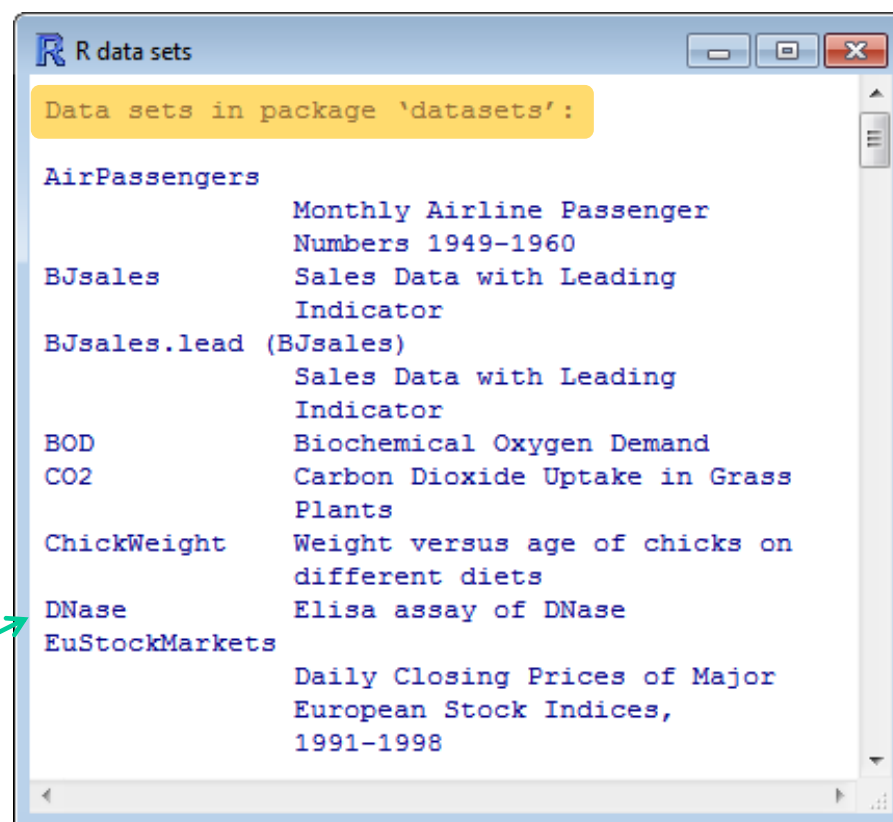 R data sets
Data sets in package ‘datasets’:
AirPassengers
Monthly Airline Passenger
Numbers 1949-1960
BJsales Sales Data with Leading
Indicator
BJsales.lead (BJsales)
Sales Data with Leading
Indicator
BOD Biochemical Oxygen Demand
CO2 Carbon Dioxide Uptake in Grass
Plants
ChickWeight Weight versus age of chicks on
different diets
DNase Elisa assay of DNase
EuStockMarkets
Daily Closing Prices of Major
European Stock Indices,
1991-1998